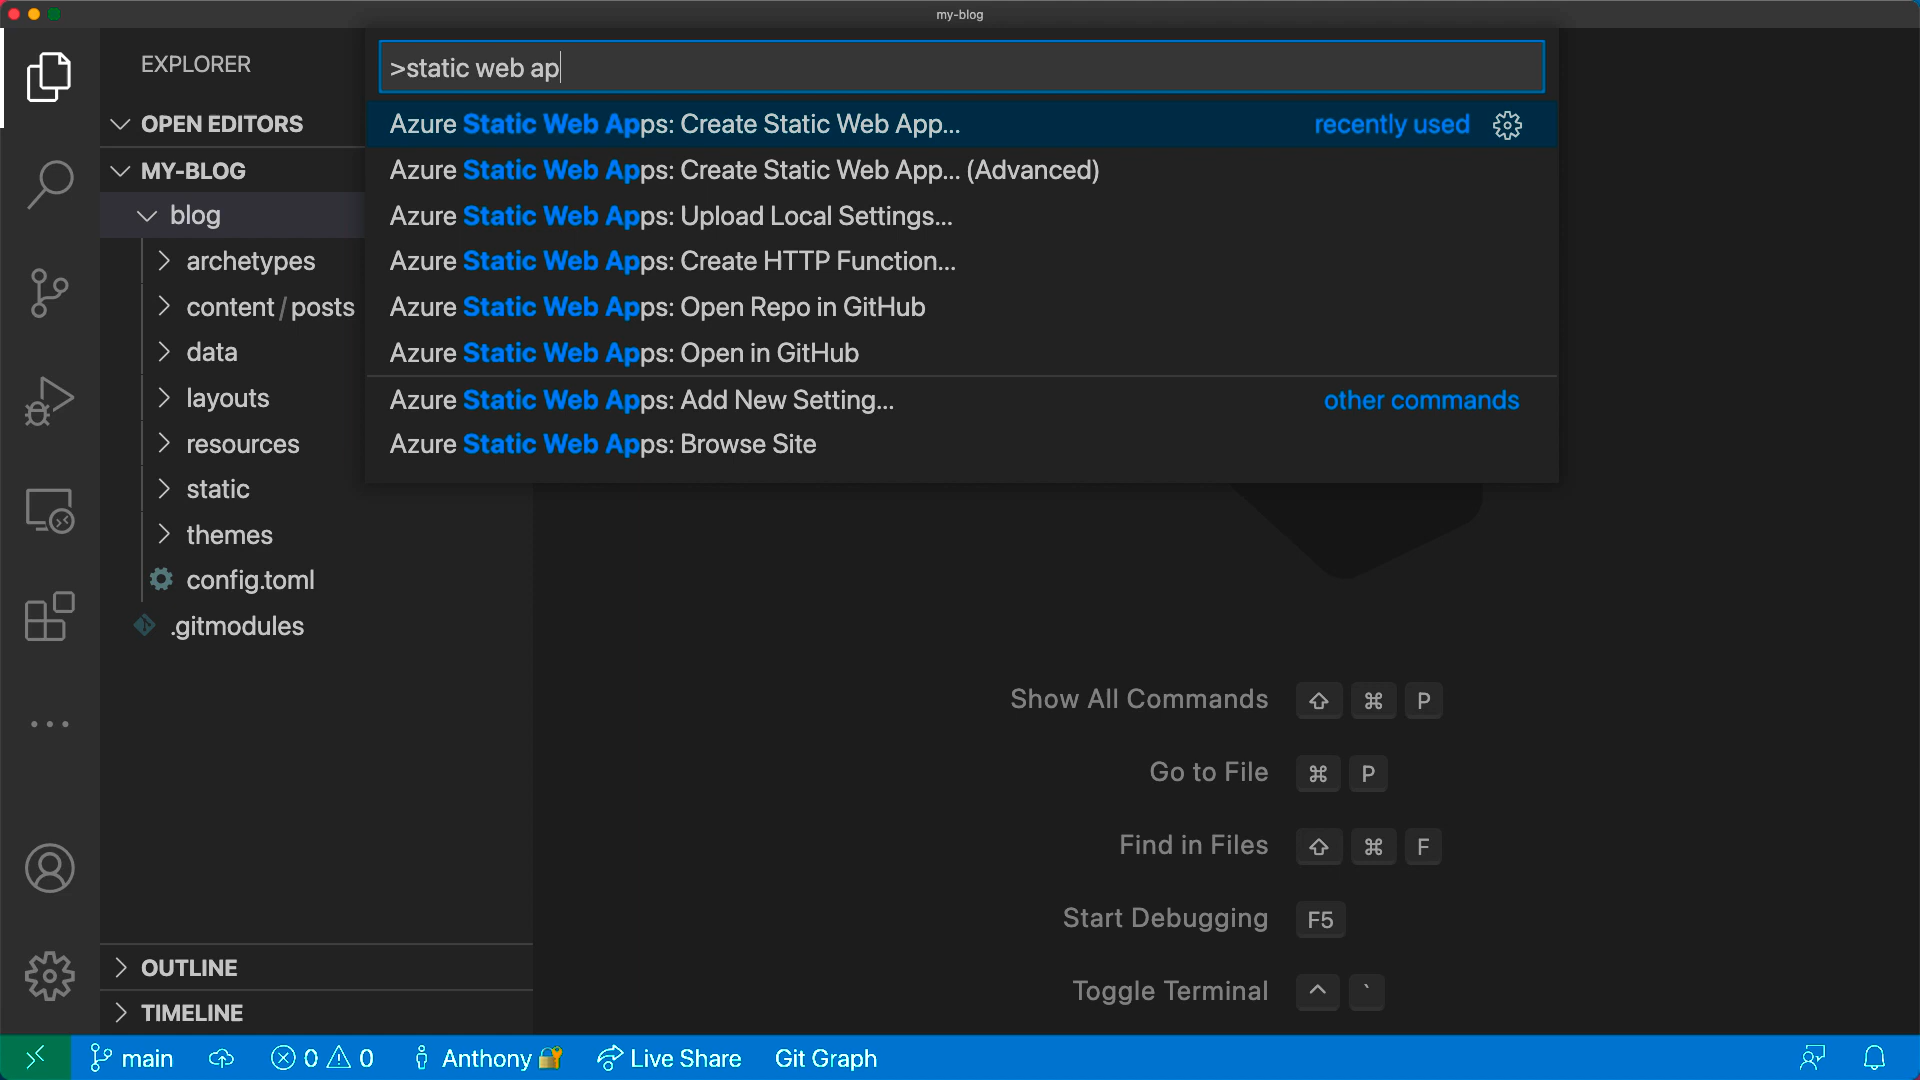 my-blog
EXPLORER
OPEN EDITORS
MY-BLOG
blog
archetypes
content/posts
data
layouts
resources
static
themes
config.toml
.gitmodules
OUTLINE
TIMELINE
>static web ap
Azure Static Web Apps: Create Static Web App... recently used
Azure Static Web Apps: Create Static Web App... (Advanced)
Azure Static Web Apps: Upload Local Settings...
Azure Static Web Apps: Create HTTP Function...
Azure Static Web Apps: Open Repo in GitHub
Azure Static Web Apps: Open in GitHub
Azure Static Web Apps: Add New Setting... other commands
Azure Static Web Apps: Browse Site
Show All Commands ⇧ ⌘ P
Go to File ⌘ P
Find in Files ⇧ ⌘ F
Start Debugging F5
Toggle Terminal ^ `
main 0 0 Anthony Live Share Git Graph